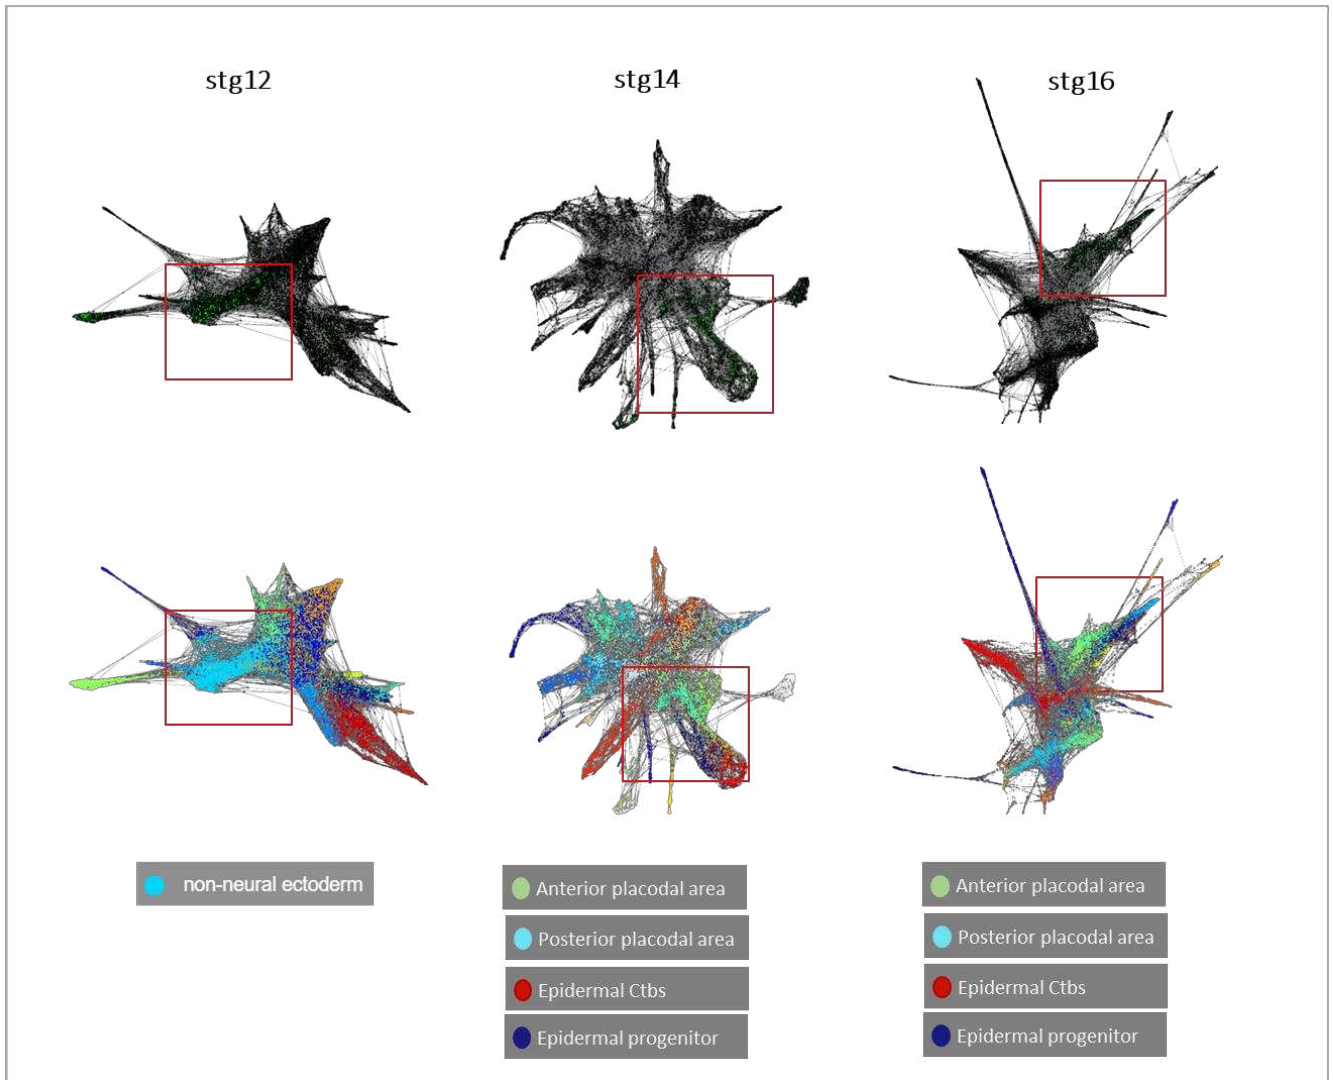 stg12
stg14
stg16
non-neural ectoderm
Anterior placodal area
Posterior placodal area
Epidermal Ctbs
Epidermal progenitor
Anterior placodal area
Posterior placodal area
Epidermal Ctbs
Epidermal progenitor